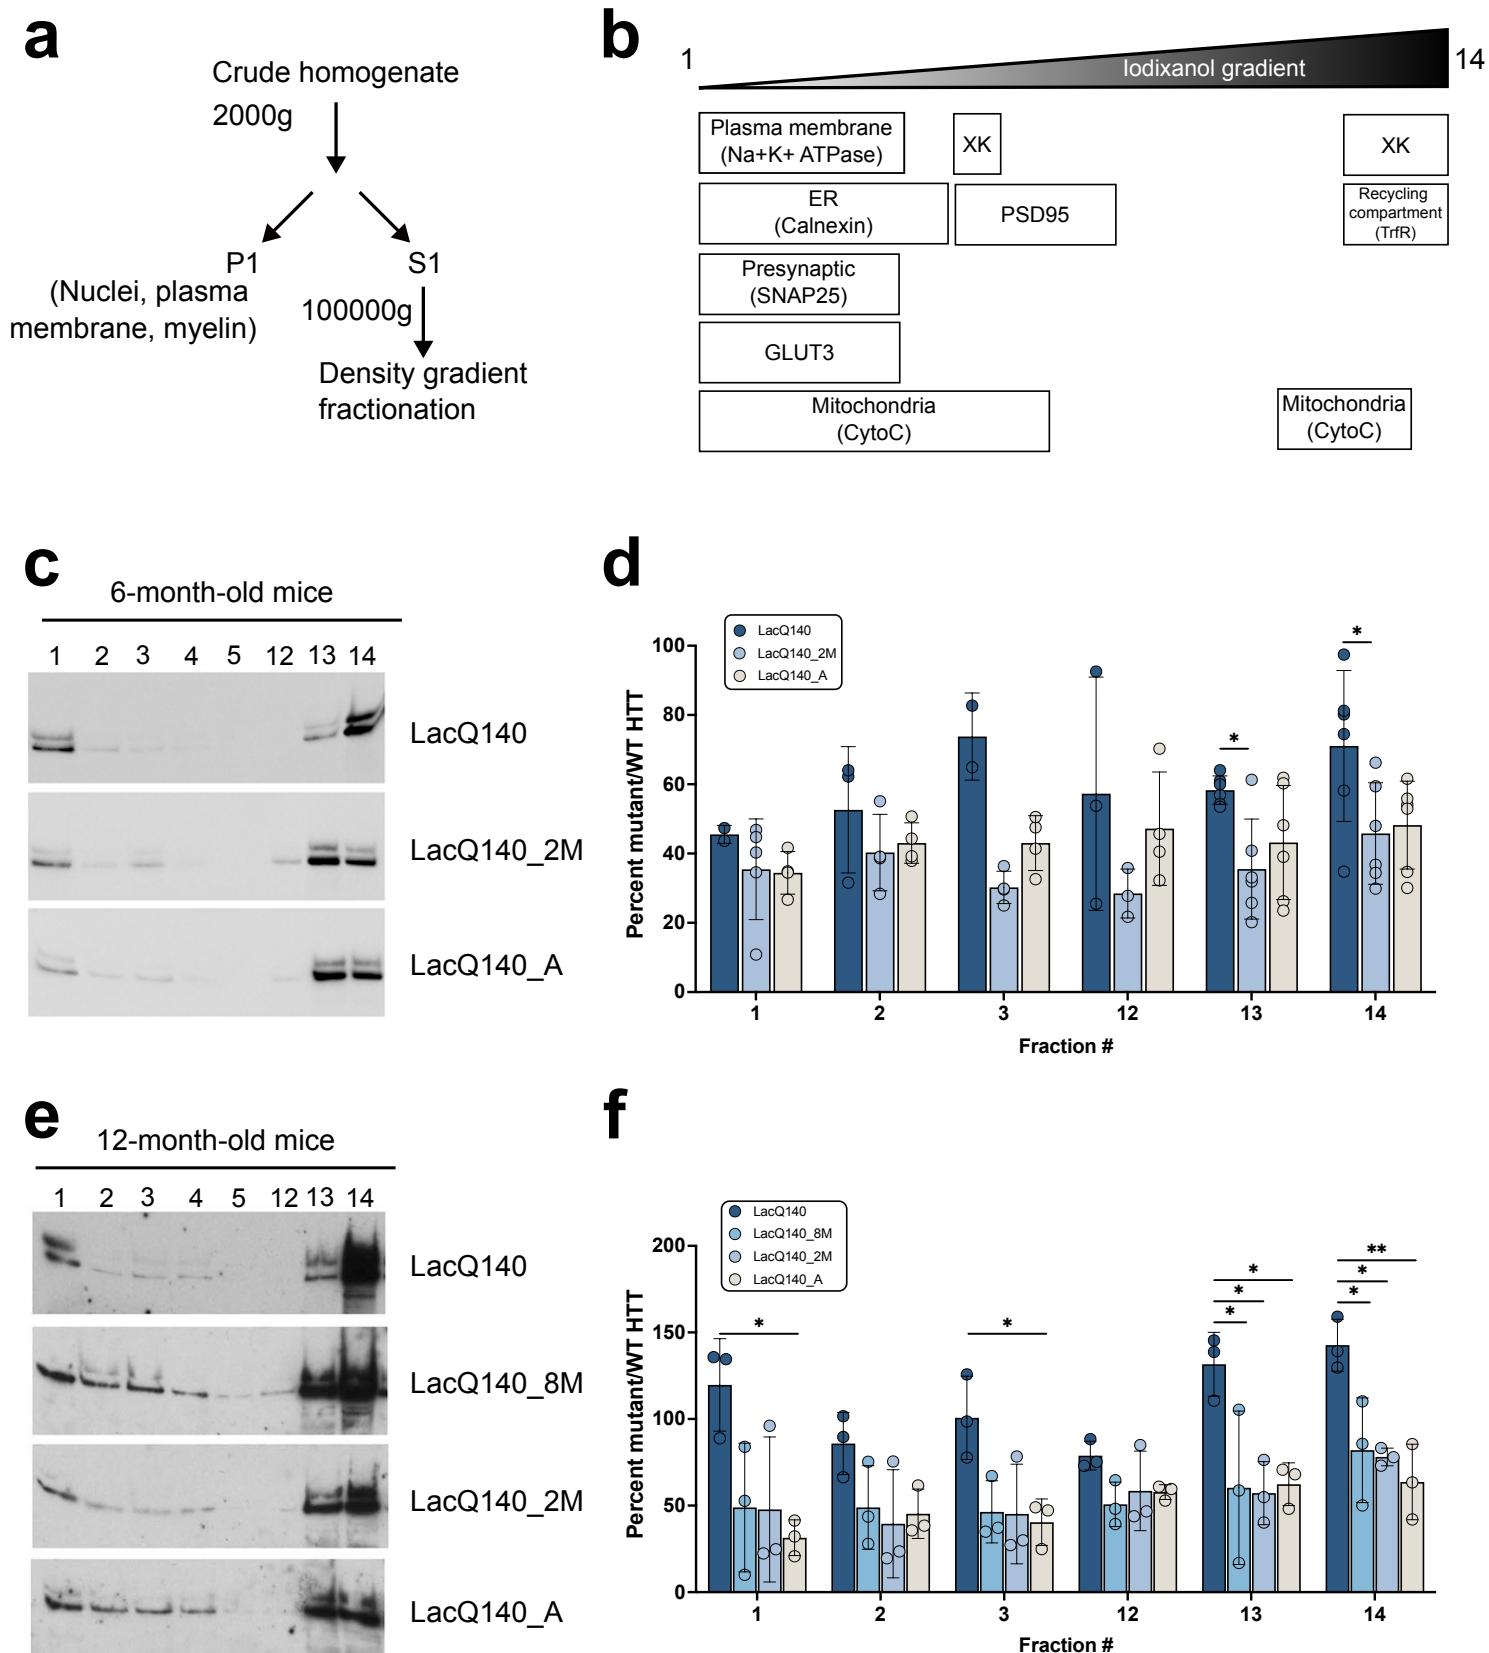 a
Crude homogenate
2000g
P1
(Nuclei, plasma
membrane, myelin)
S1
100000g
Density gradient
fractionation
b
1
Iodixanol gradient
14
Plasma membrane
(Na+K+ ATPase)
XK
XK
ER
(Calnexin)
PSD95
Recycling
compartment
(TrfR)
Presynaptic
(SNAP25)
GLUT3
Mitochondria
(CytoC)
Mitochondria
(CytoC)
c
6-month-old mice
1 2 3 4 5 12 13 14
LacQ140
LacQ140_2M
LacQ140_A
d
LacQ140
LacQ140_2M
LacQ140_A
Percent mutant/WT HTT
100
80
60
40
20
0
* *
1 2 3 12 13 14
Fraction #
e
12-month-old mice
1 2 3 4 5 12 13 14
LacQ140
LacQ140_8M
LacQ140_2M
LacQ140_A
f
LacQ140
LacQ140_8M
LacQ140_2M
LacQ140_A
Percent mutant/WT HTT
200
150
100
50
0
* * * * * ** * *
1 2 3 12 13 14
Fraction #